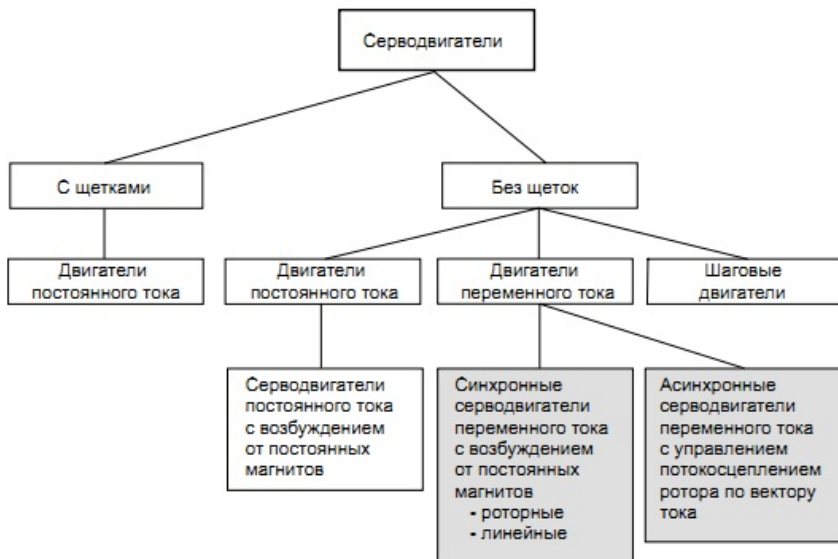 Серводвигатели
С щетками
Без щеток
Двигатели
постоянного тока
Двигатели
постоянного тока
Двигатели
переменного тока
Шаговые
двигатели
Серводвигатели
постоянного тока
с возбуждением
от постоянных
магнитов
Синхронные
серводвигатели
переменного тока
с возбуждением
от постоянных
магнитов
- роторные
- линейные
Асинхронные
серводвигатели
переменного тока
с управлением
потокосцеплением
ротора по вектору
тока